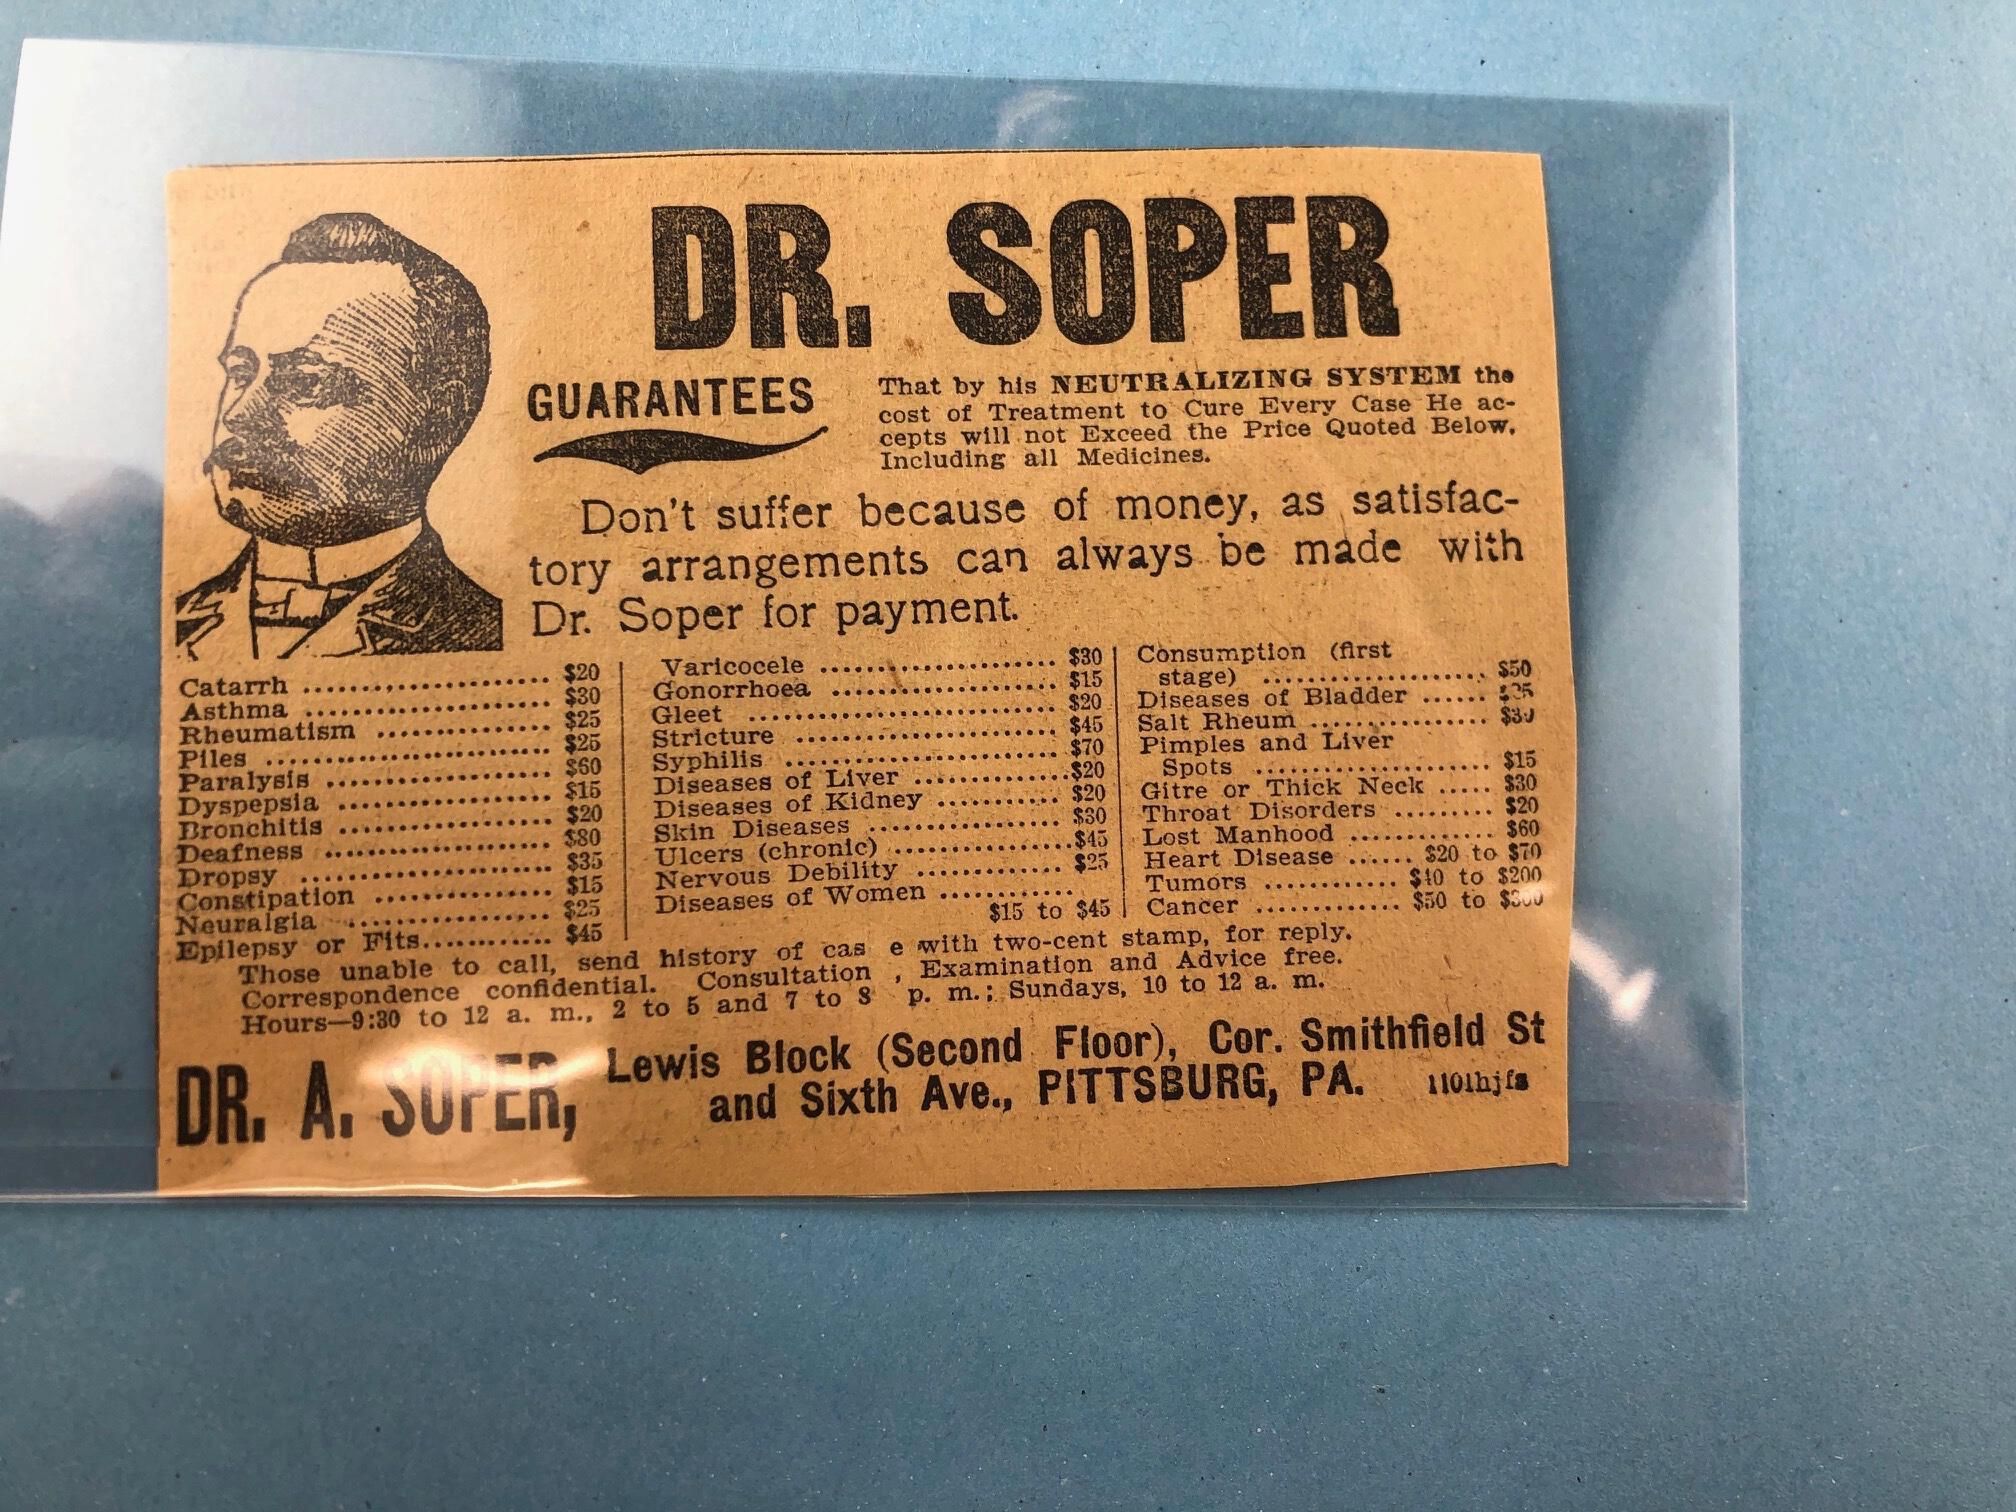 DR. SOPER
GUARANTEES
That by his NEUTRALIZING SYSTEM the
cost of Treatment to Cure Every Case He ac-
cepts will not Exceed the Price Quoted Below,
Including all Medicines.
Don't suffer because of money, as satisfac-
tory arrangements can always be made with
Dr. Soper for payment.
Catarrh ..................... $20
Asthma ..................... $30
Rheumatism ............... $25
Piles ......................... $25
Paralysis ................... $60
Dyspepsia .................. $15
Bronchitis .................. $20
Deafness ................... $30
Dropsy ...................... $35
Constipation ............... $15
Neuralgia .................. $25
Epilepsy or Fits............ $45
Varicocele ...................... $30
Gonorrhoea ..................... $15
Gleet ............................ $20
Stricture ........................ $45
Syphilis ......................... $70
Diseases of Liver ..............$20
Diseases of Kidney ........... $20
Skin Diseases .................. $30
Ulcers (chronic) ................$45
Nervous Debility ............. $25
Diseases of Women ............
$15 to $45
Consumption (first
stage) ..................... $50
Diseases of Bladder ......
Salt Rheum .................
Pimples and Liver
Spots ...................... $15
Gitre or Thick Neck ..... $30
Throat Disorders ......... $20
Lost Manhood ............. $60
Heart Disease ...... $20 to $70
Tumors ............ $40 to $200
Cancer ............. $50 to
Those unable to call, send history of cas e with two-cent stamp, for reply.
Correspondence confidential. Consultation , Examination and Advice free.
Hours—9:30 to 12 a. m., 2 to 5 and 7 to 8 p. m.; Sundays, 10 to 12 a. m.
DR. A. SOPER, Lewis Block (Second Floor), Cor. Smithfield St
and Sixth Ave., PITTSBURG, PA. 1101hjfs